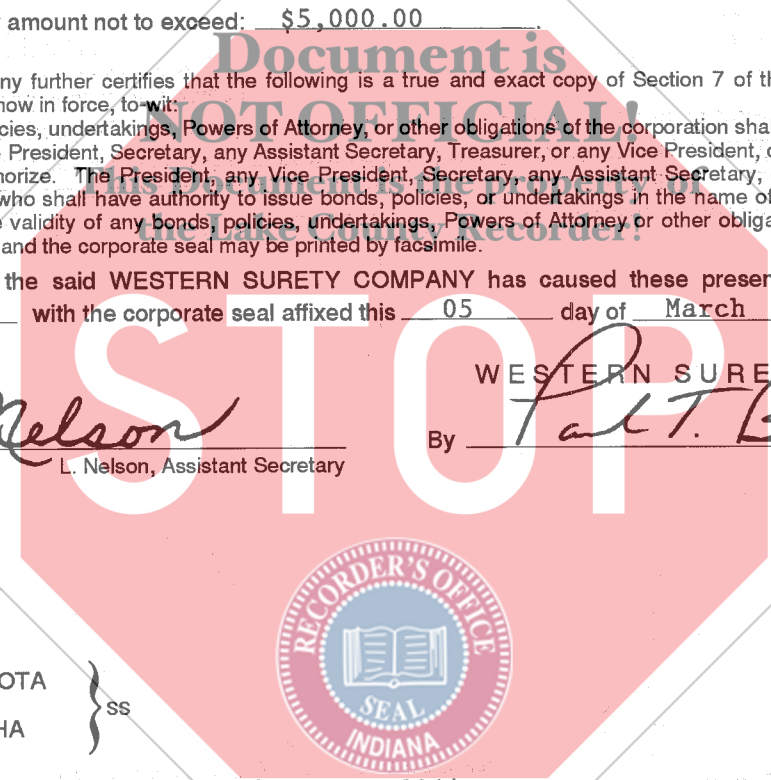 amount not to exceed: $5,000.00.
Document is
ny further certifies that the following is a true and exact copy of Section 7 of th
now in force, to-wit:
NOT OFFICIAL!
cies, undertakings, Powers of Attorney, or other obligations of the corporation sha
President, Secretary, any Assistant Secretary, Treasurer, or any Vice President, o
horize. The President, any Vice President, Secretary, any Assistant Secretary,
This Document is the property of
who shall have authority to issue bonds, policies, or undertakings in the name of
validity of any bonds, policies, undertakings, Powers of Attorney or other obliga
the Lake County Recorder!
and the corporate seal may be printed by facsimile.
the said WESTERN SURETY COMPANY has caused these presen
with the corporate seal affixed this 05 day of March
STOP
WESTERN SURE
Nelson
By Paul T. B
L. Nelson, Assistant Secretary
RECORDER'S OFFICE
SEAL
INDIANA
OTA
ss
HA